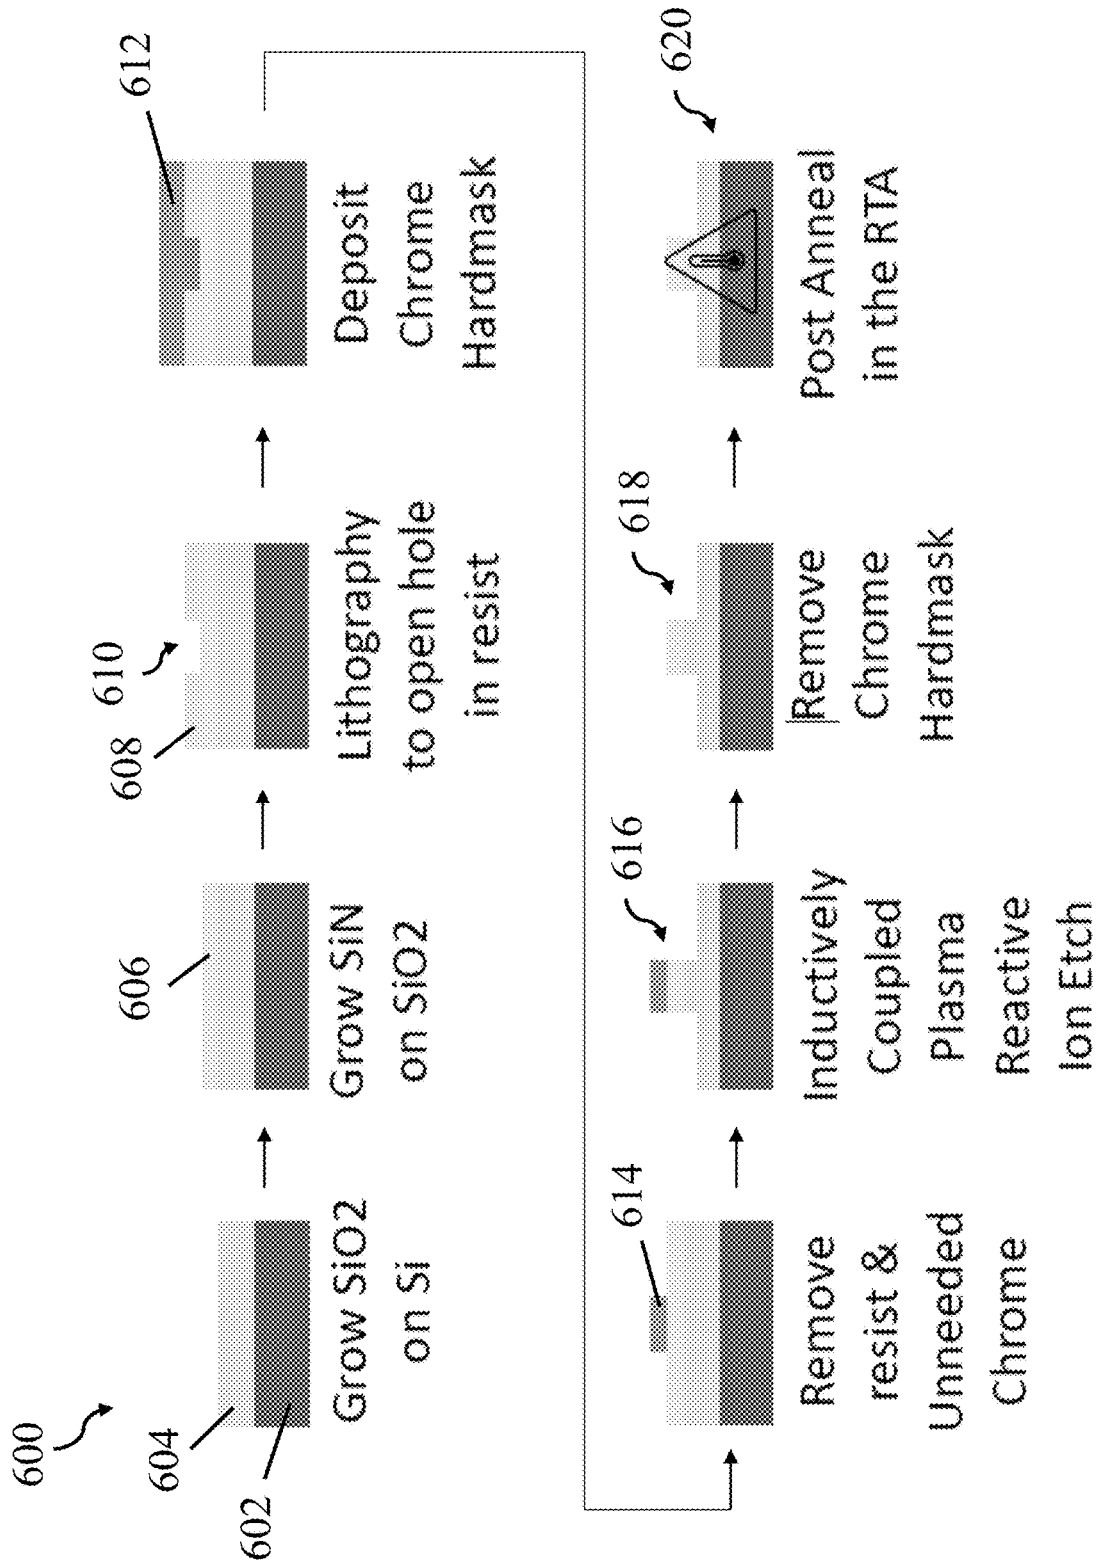 600
604
602
Grow SiO2
on Si
606
Grow SiN
on SiO2
608
610
Lithography
to open hole
in resist
612
Deposit
Chrome
Hardmask
614
Remove
resist &
Unneeded
Chrome
616
Inductively
Coupled
Plasma
Reactive
Ion Etch
618
Remove
Chrome
Hardmask
620
Post Anneal
in the RTA